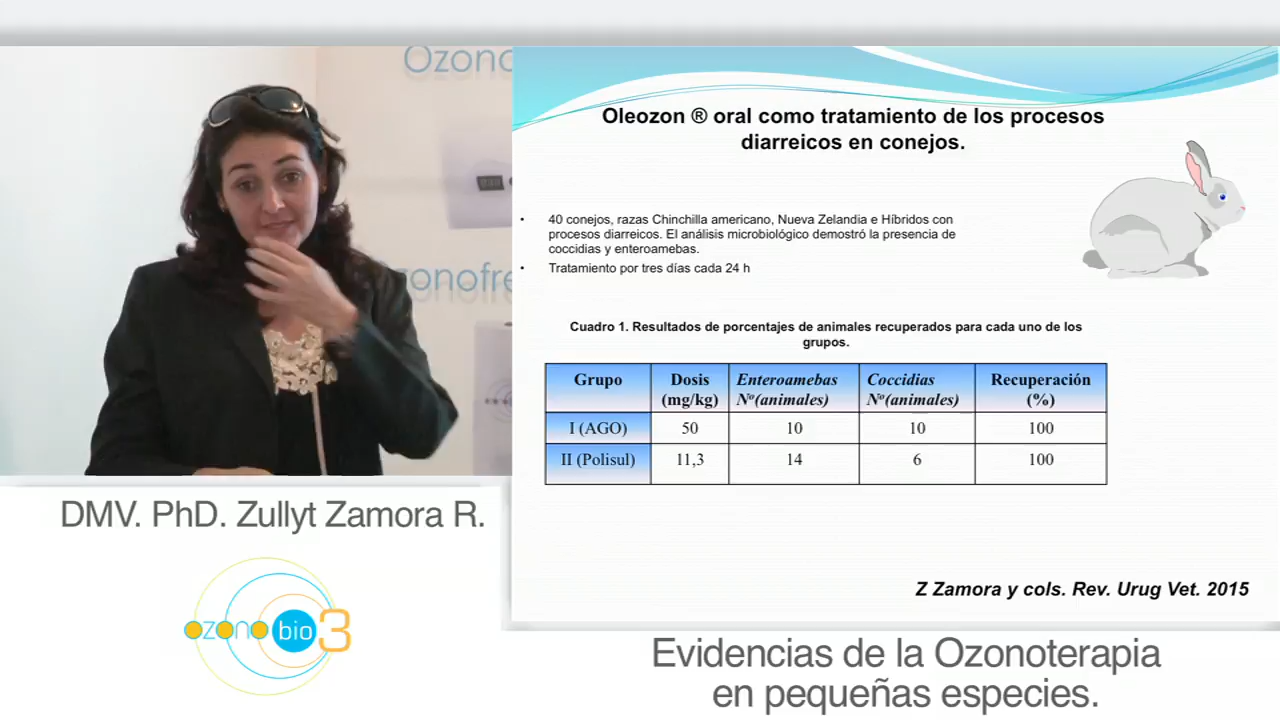 Ozono
onofre
Oleozon ® oral como tratamiento de los procesos
diarreicos en conejos.
• 40 conejos, razas Chinchilla americano, Nueva Zelandia e Híbridos con
procesos diarreicos. El análisis microbiológico demostró la presencia de
coccidias y enteroamebas.
• Tratamiento por tres días cada 24 h
Cuadro 1. Resultados de porcentajes de animales recuperados para cada uno de los
grupos.
Grupo Dosis (mg/kg) Enteroamebas Nº(animales) Coccidias Nº(animales) Recuperación (%)
I (AGO) 50 10 10 100
II (Polisul) 11,3 14 6 100
Z Zamora y cols. Rev. Urug Vet. 2015
DMV. PhD. Zullyt Zamora R.
ozono bio 3
Evidencias de la Ozonoterapia
en pequeñas especies.